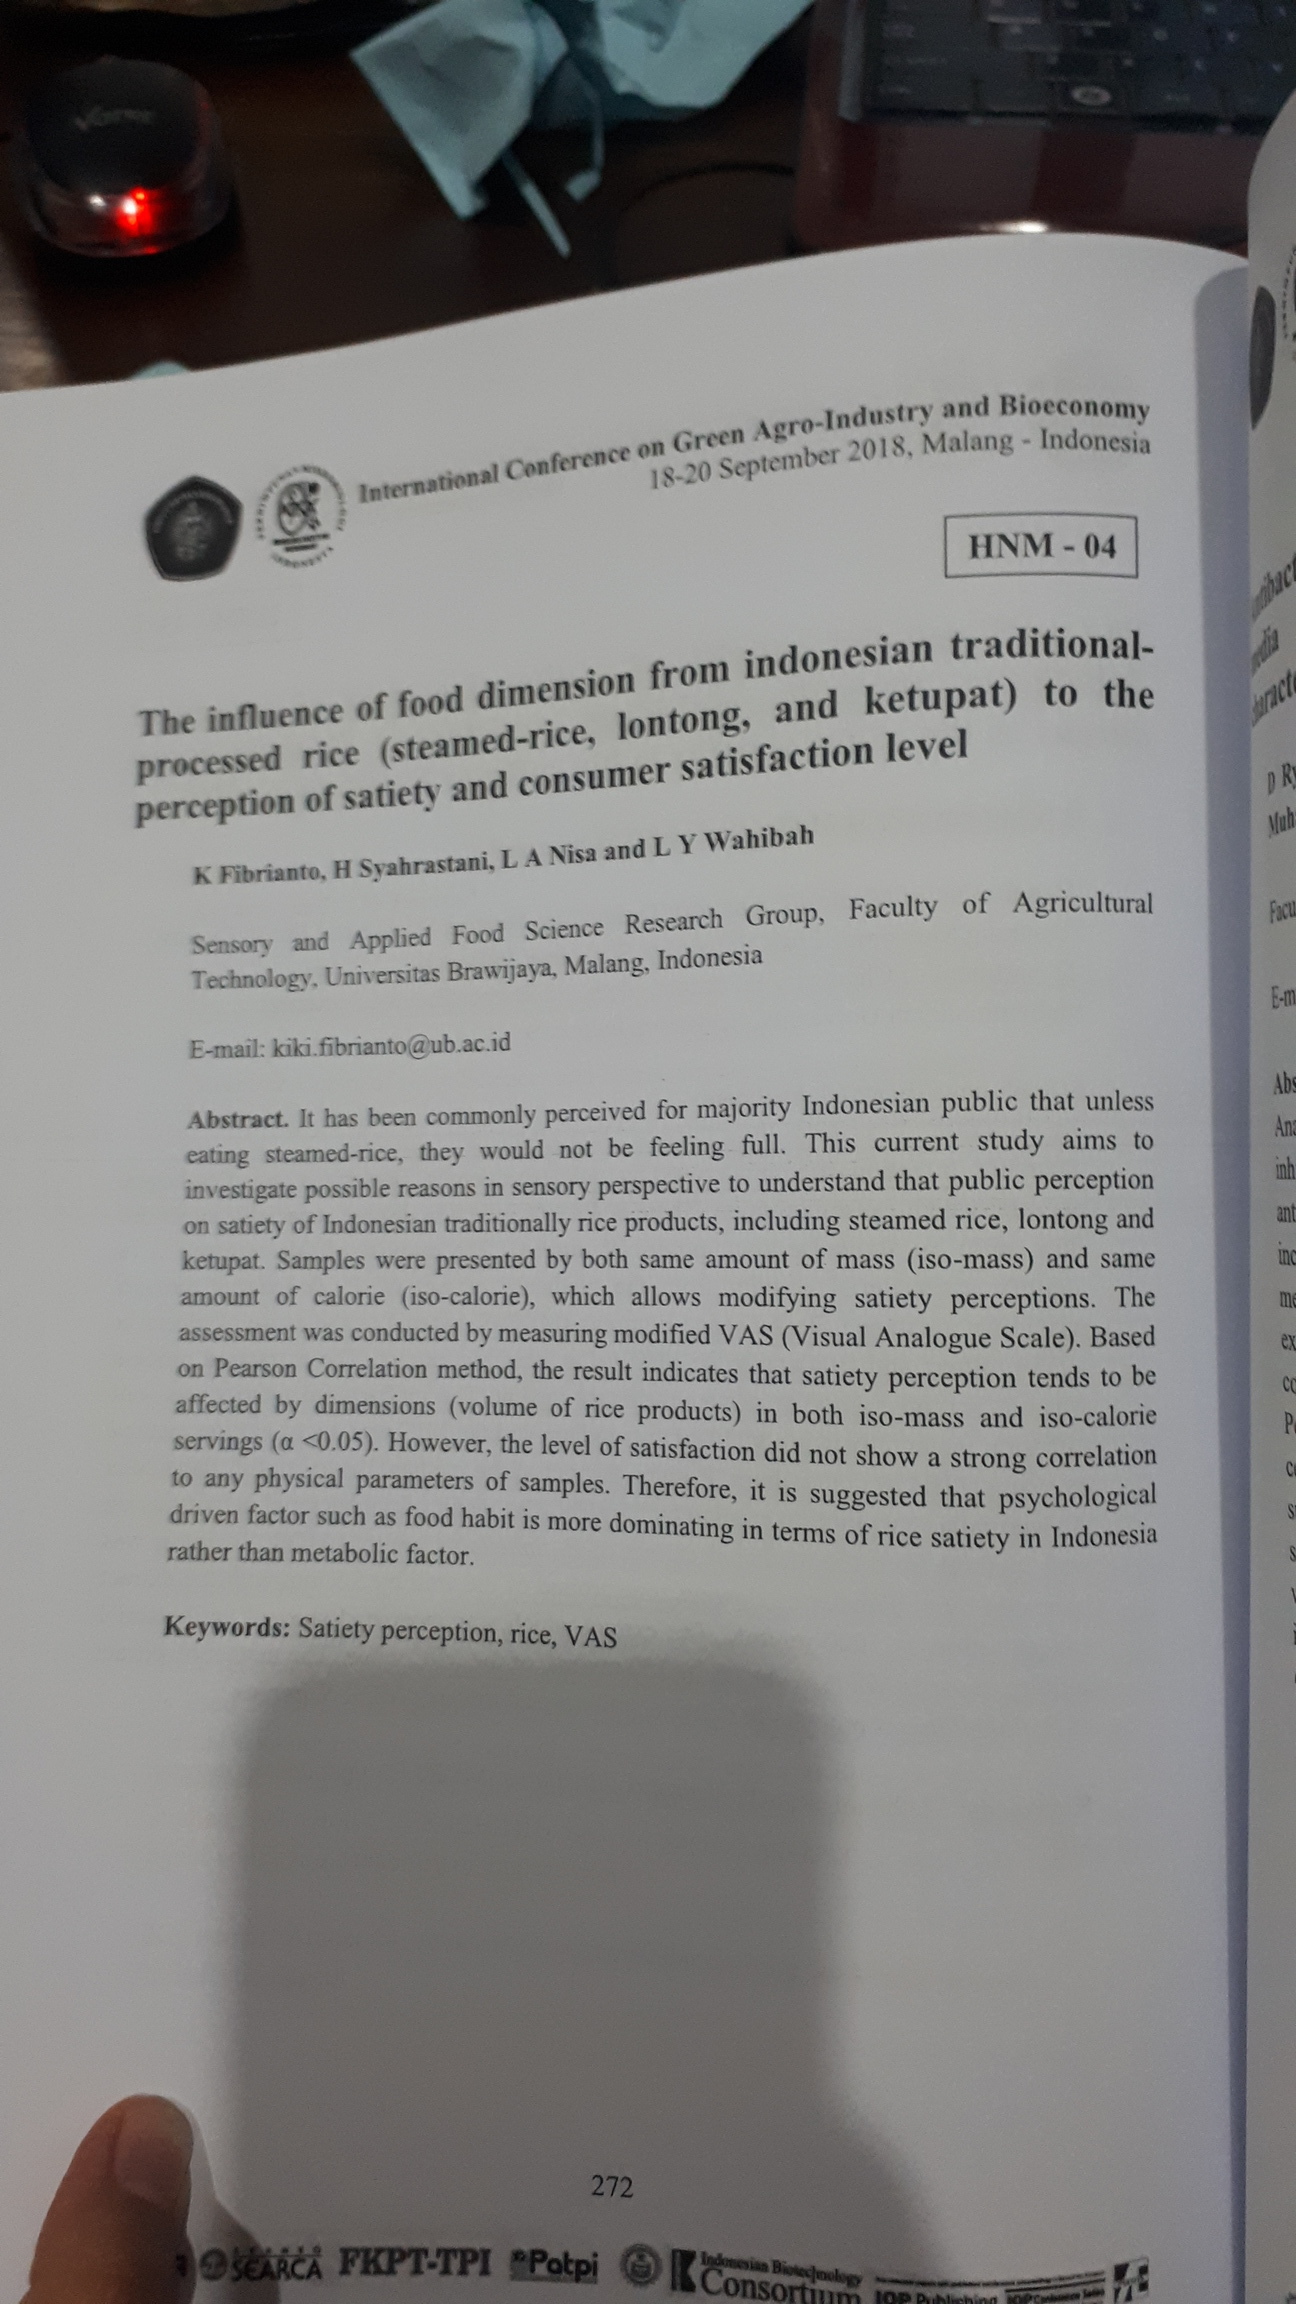 International Conference on Green Agro-Industry and Bioeconomy
18-20 September 2018, Malang - Indonesia
HNM - 04
The influence of food dimension from indonesian traditional-
processed rice (steamed-rice, lontong, and ketupat) to the
perception of satiety and consumer satisfaction level
K Fibrianto, H Syahrastani, L A Nisa and L Y Wahibah
Sensory and Applied Food Science Research Group, Faculty of Agricultural
Technology, Universitas Brawijaya, Malang, Indonesia
E-mail: kiki.fibrianto@ub.ac.id
Abstract. It has been commonly perceived for majority Indonesian public that unless
eating steamed-rice, they would not be feeling full. This current study aims to
investigate possible reasons in sensory perspective to understand that public perception
on satiety of Indonesian traditionally rice products, including steamed rice, lontong and
ketupat. Samples were presented by both same amount of mass (iso-mass) and same
amount of calorie (iso-calorie), which allows modifying satiety perceptions. The
assessment was conducted by measuring modified VAS (Visual Analogue Scale). Based
on Pearson Correlation method, the result indicates that satiety perception tends to be
affected by dimensions (volume of rice products) in both iso-mass and iso-calorie
servings (α <0.05). However, the level of satisfaction did not show a strong correlation
to any physical parameters of samples. Therefore, it is suggested that psychological
driven factor such as food habit is more dominating in terms of rice satiety in Indonesia
rather than metabolic factor.
Keywords: Satiety perception, rice, VAS
272
SEARCA FKPT-TPI Patpi Indonesian Biotechnology
Consortium IOP Publishing
D Ry
Muh
Facu
E-m
Abs
Ana
inh
ant